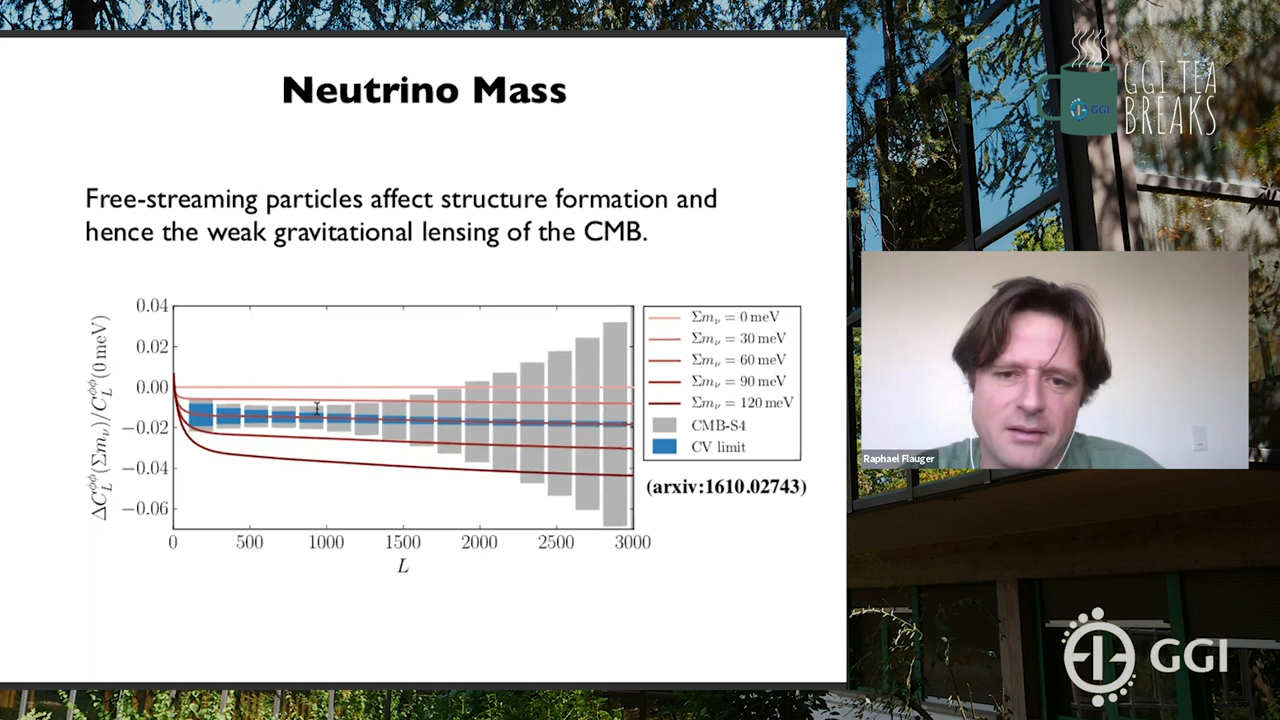 Neutrino Mass
Free-streaming particles affect structure formation and
hence the weak gravitational lensing of the CMB.
ΔC_L^{ϕϕ}(Σm_ν)/C_L^{ϕϕ}(0 meV)
0.04
0.02
0.00
−0.02
−0.04
−0.06
0 500 1000 1500 2000 2500 3000
L
Σm_ν = 0 meV
Σm_ν = 30 meV
Σm_ν = 60 meV
Σm_ν = 90 meV
Σm_ν = 120 meV
CMB-S4
CV limit
(arxiv:1610.02743)
GGI TEA
BREAKS
GGI
Raphael Flauger
GGI